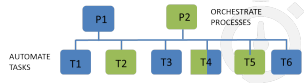 P1
P2
ORCHESTRATE
PROCESSES
AUTOMATE
TASKS
T1
T2
T3
T4
T5
T6